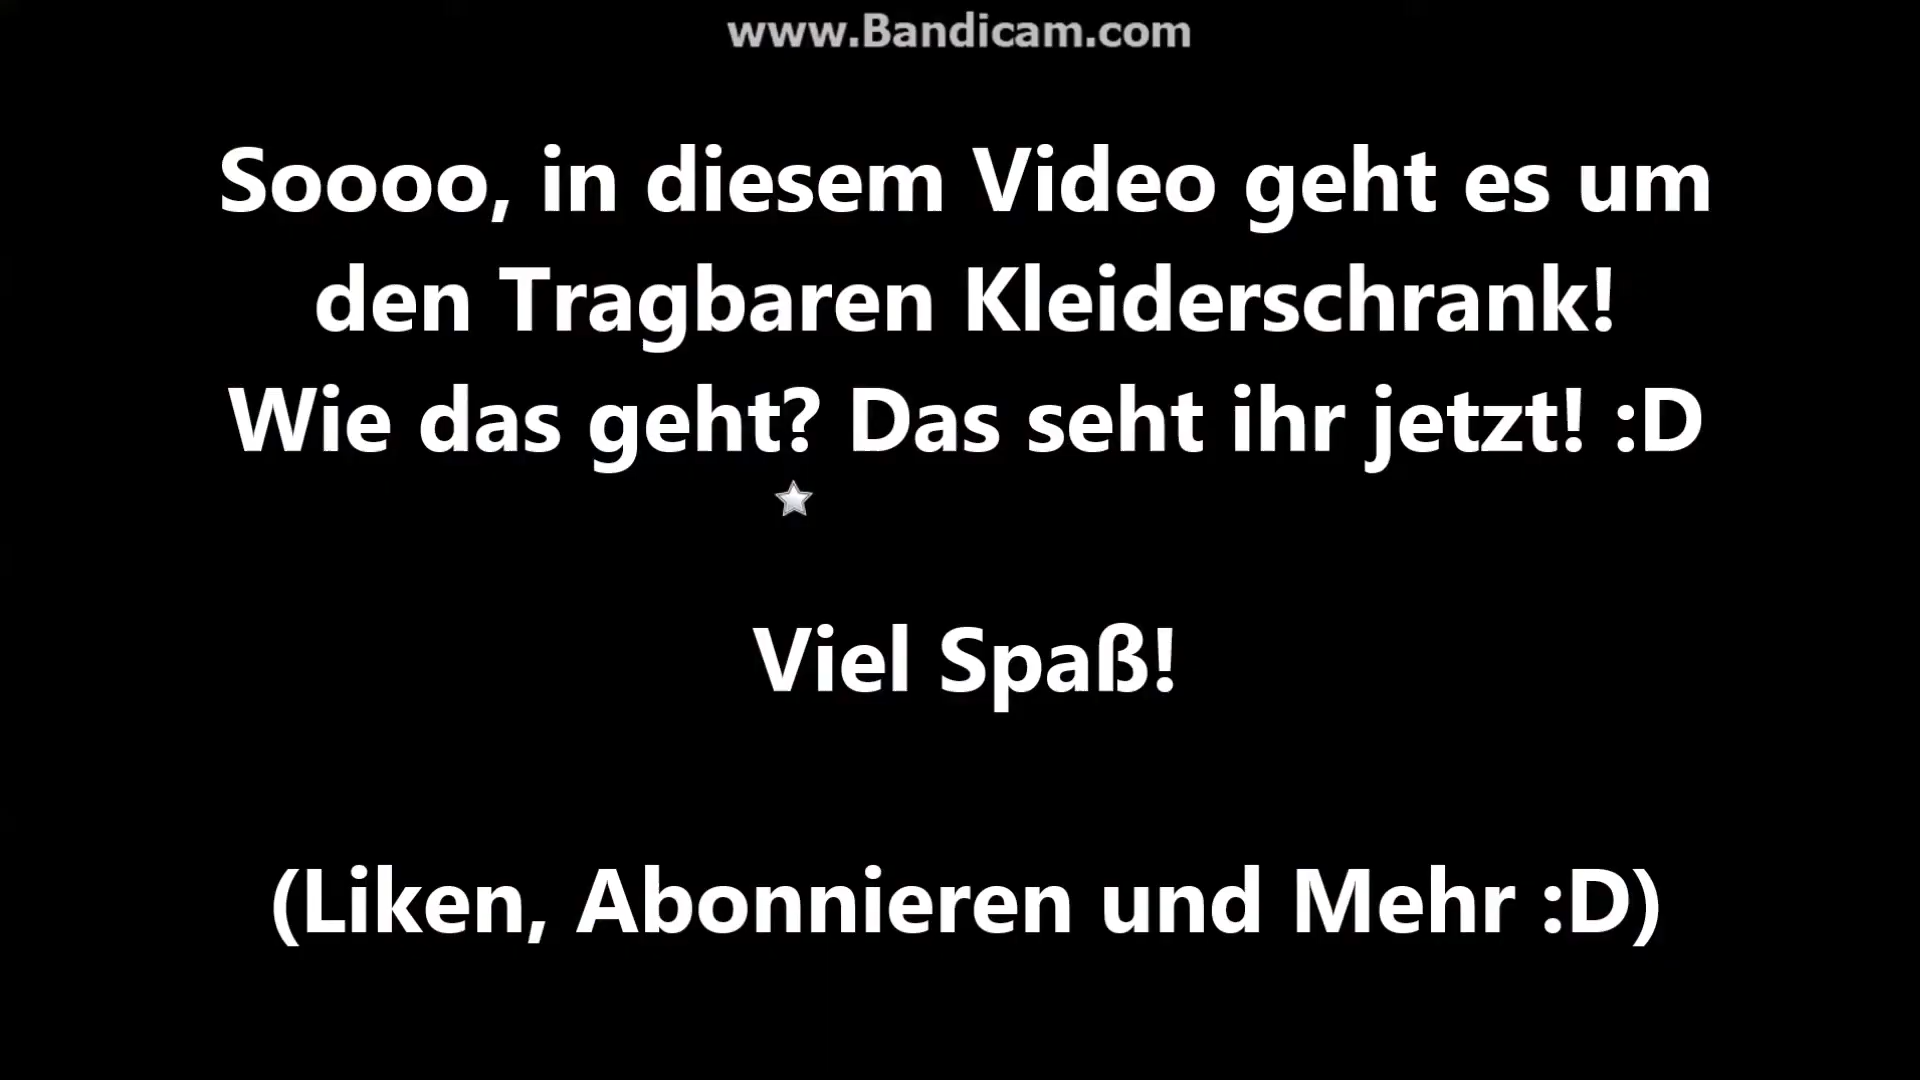 www.Bandicam.com
Soooo, in diesem Video geht es um
den Tragbaren Kleiderschrank!
Wie das geht? Das seht ihr jetzt! :D
Viel Spaß!
(Liken, Abonnieren und Mehr :D)